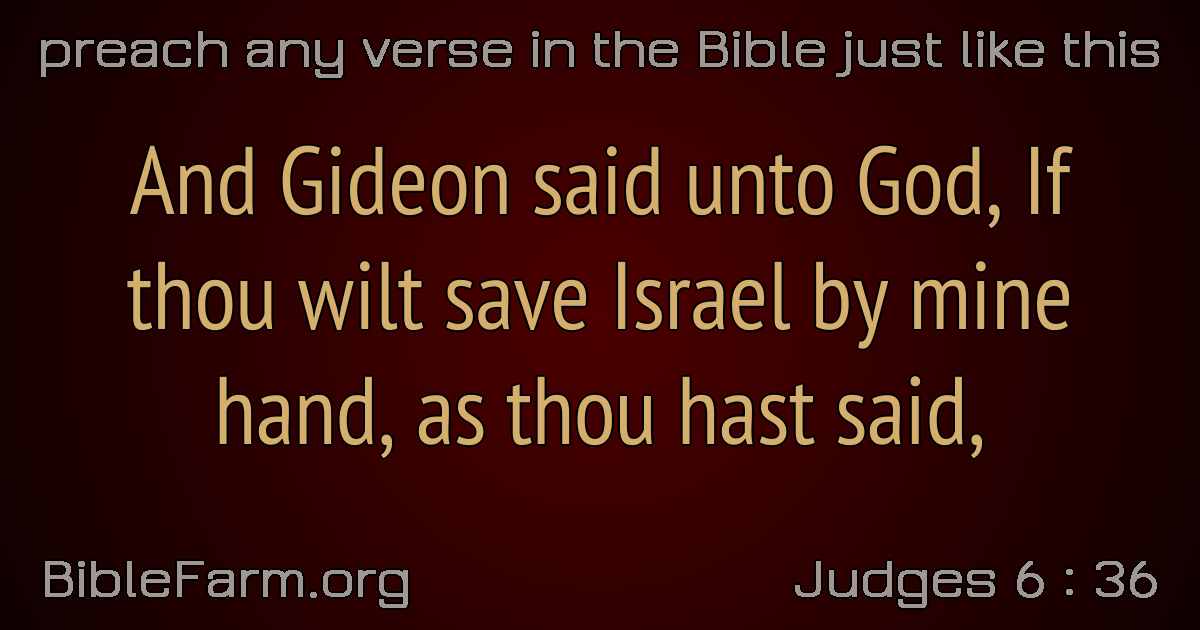 preach any verse in the Bible just like this
And Gideon said unto God, If
thou wilt save Israel by mine
hand, as thou hast said,
BibleFarm.org
Judges 6 : 36